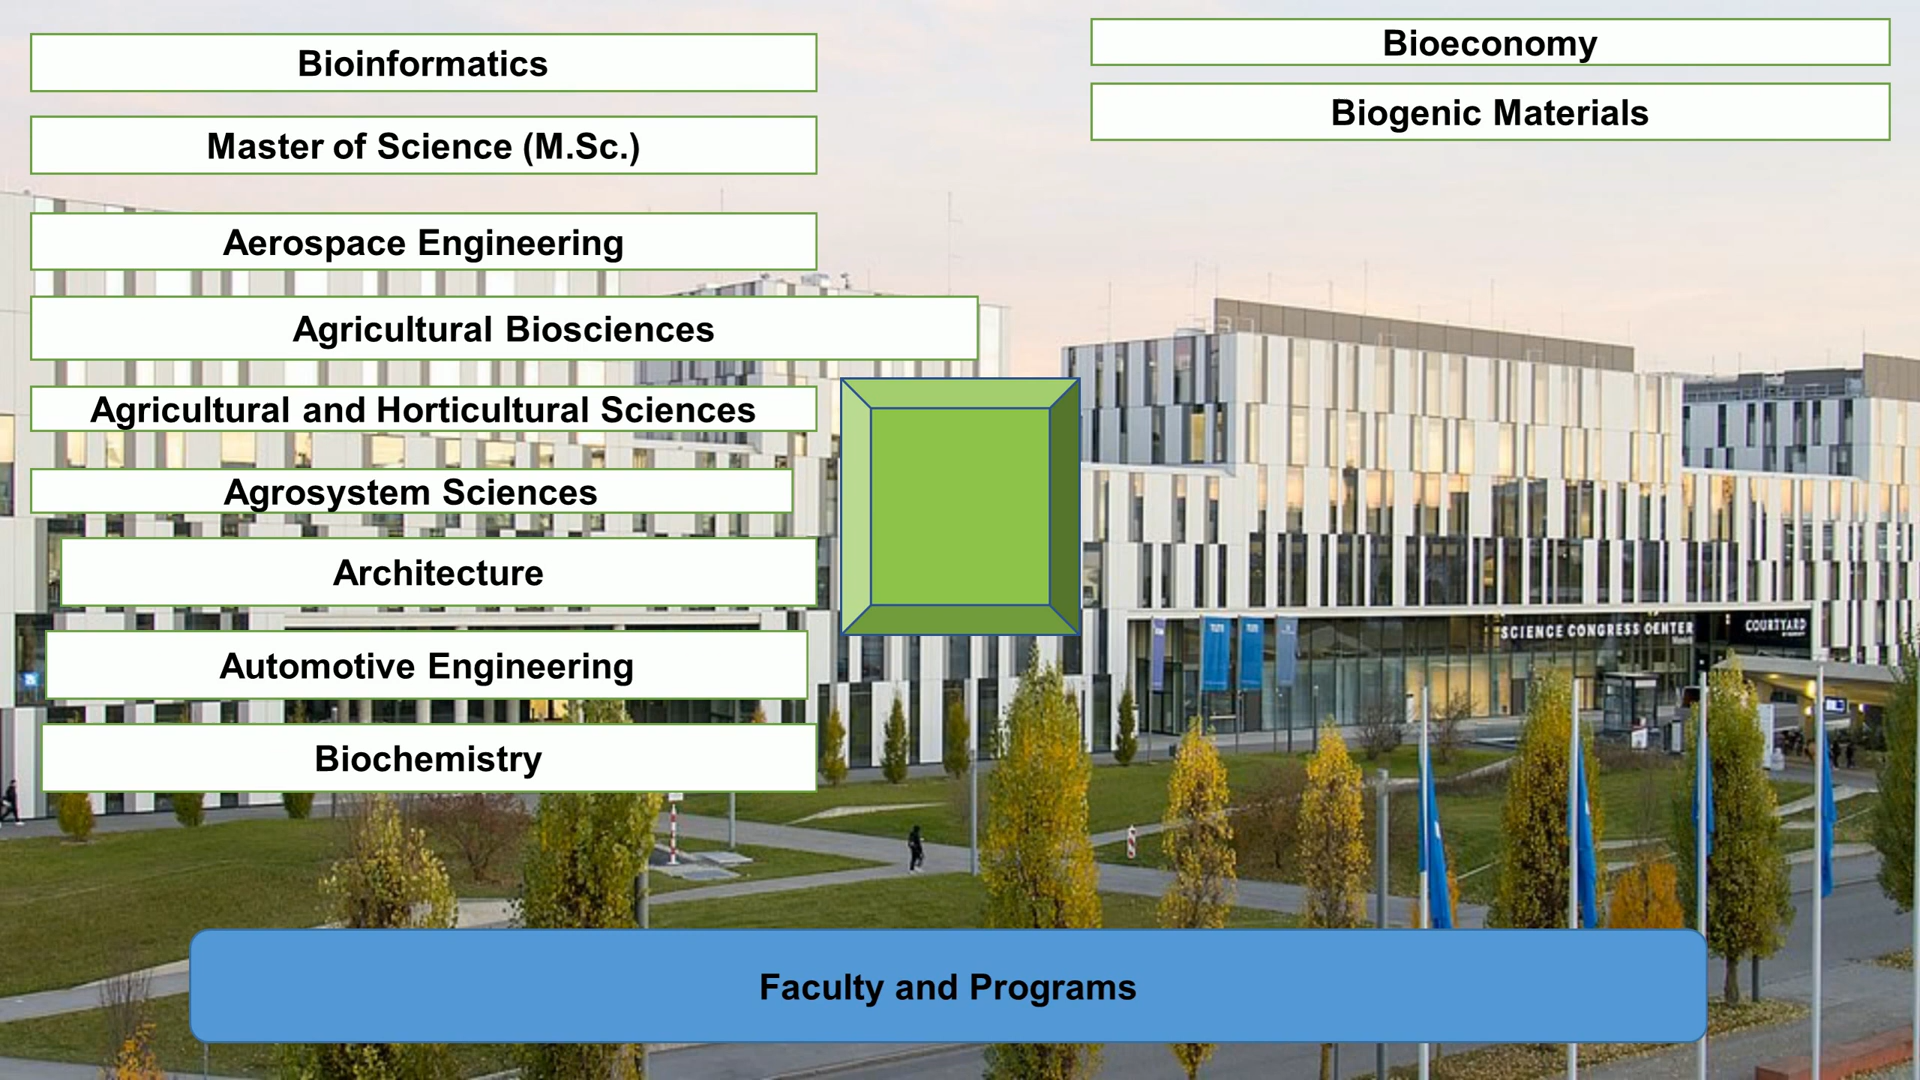 Bioinformatics
Master of Science (M.Sc.)
Aerospace Engineering
Agricultural Biosciences
Agricultural and Horticultural Sciences
Agrosystem Sciences
Architecture
Automotive Engineering
Biochemistry
Bioeconomy
Biogenic Materials
SCIENCE CONGRESS CENTER
COURTYARD
Faculty and Programs